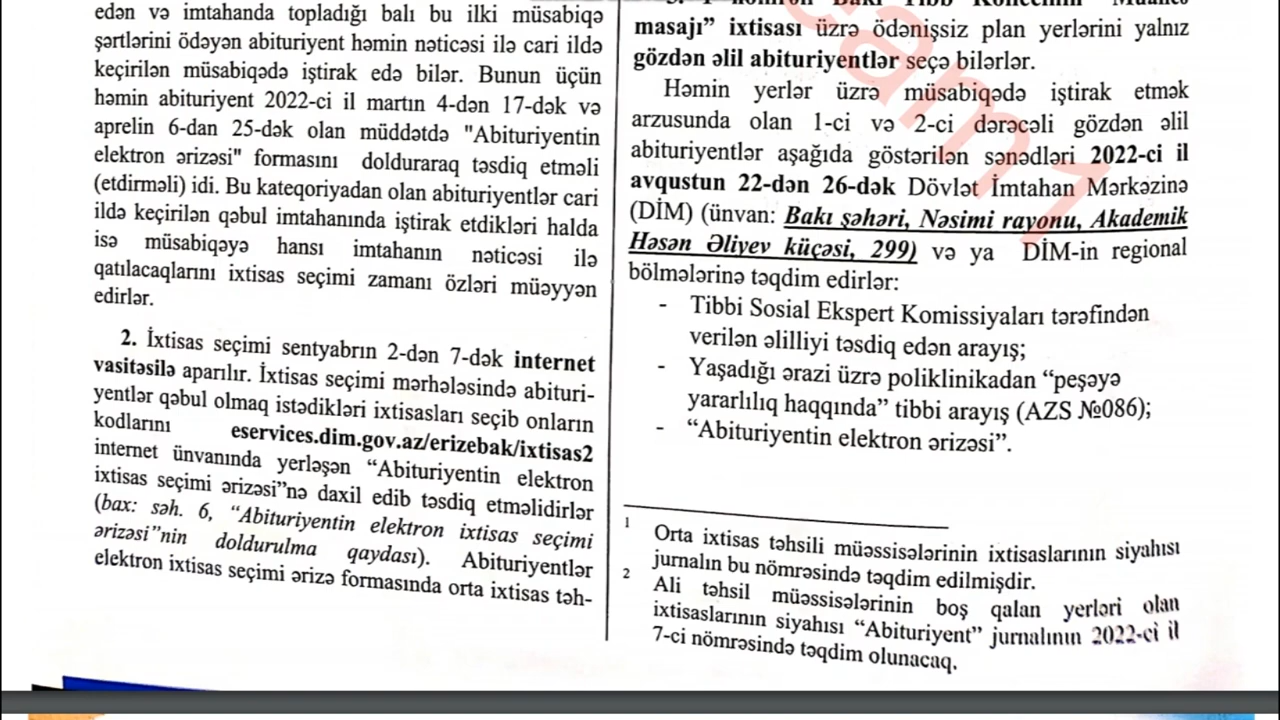 edən və imtahanda topladığı balı bu ilki müsabiqə
şərtlərini ödəyən abituriyent həmin nəticəsi ilə cari ildə
keçirilən müsabiqədə iştirak edə bilər. Bunun üçün
həmin abituriyent 2022-ci il martın 4-dən 17-dək və
aprelin 6-dan 25-dək olan müddətdə "Abituriyentin
elektron ərizəsi" formasını dolduraraq təsdiq etməli
(etdirməli) idi. Bu kateqoriyadan olan abituriyentlər cari
ildə keçirilən qəbul imtahanında iştirak etdikləri halda
isə müsabiqəyə hansı imtahanın nəticəsi ilə
qatılacaqlarını ixtisas seçimi zamanı özləri müəyyən
edirlər.
2. İxtisas seçimi sentyabrın 2-dən 7-dək internet
vasitəsilə aparılır. İxtisas seçimi mərhələsində abituri-
yentlər qəbul olmaq istədikləri ixtisasları seçib onların
kodlarını eservices.dim.gov.az/erizebak/ixtisas2
internet ünvanında yerləşən “Abituriyentin elektron
ixtisas seçimi ərizəsi”nə daxil edib təsdiq etməlidirlər
(bax: səh. 6, “Abituriyentin elektron ixtisas seçimi
ərizəsi”nin doldurulma qaydası). Abituriyentlər
elektron ixtisas seçimi ərizə formasında orta ixtisas təh-
masajı” ixtisası üzrə ödənişsiz plan yerlərini yalnız
gözdən əlil abituriyentlər seçə bilərlər.
Həmin yerlər üzrə müsabiqədə iştirak etmək
arzusunda olan 1-ci və 2-ci dərəcəli gözdən əlil
abituriyentlər aşağıda göstərilən sənədləri 2022-ci il
avqustun 22-dən 26-dək Dövlət İmtahan Mərkəzinə
(DİM) (ünvan: Bakı şəhəri, Nəsimi rayonu, Akademik
Həsən Əliyev küçəsi, 299) və ya DİM-in regional
bölmələrinə təqdim edirlər:
- Tibbi Sosial Ekspert Komissiyaları tərəfindən
verilən əlilliyi təsdiq edən arayış;
- Yaşadığı ərazi üzrə poliklinikadan “peşəyə
yararlılıq haqqında” tibbi arayış (AZS №086);
- “Abituriyentin elektron ərizəsi”.
1 Orta ixtisas təhsili müəssisələrinin ixtisaslarının siyahısı
jurnalın bu nömrəsində təqdim edilmişdir.
2 Ali təhsil müəssisələrinin boş qalan yerləri olan
ixtisaslarının siyahısı “Abituriyent” jurnalının 2022-ci il
7-ci nömrəsində təqdim olunacaq.